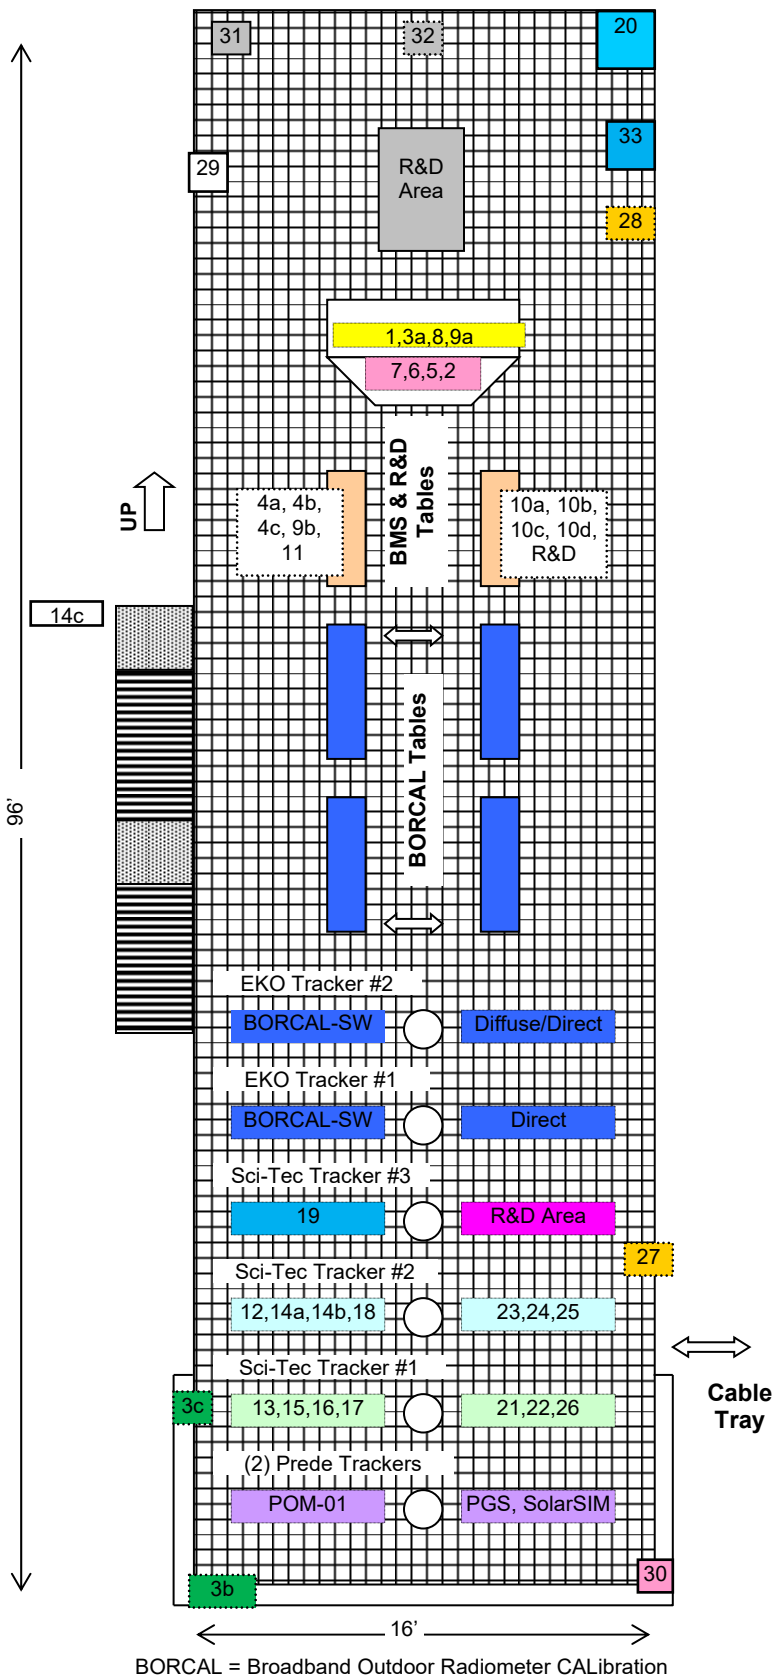 31
32
20
33
29
R&D
Area
28
1,3a,8,9a
7,6,5,2
BMS & R&D
Tables
4a, 4b,
4c, 9b,
11
10a, 10b,
10c, 10d,
R&D
UP
14c
BORCAL Tables
96'
EKO Tracker #2
BORCAL-SW
Diffuse/Direct
EKO Tracker #1
BORCAL-SW
Direct
Sci-Tec Tracker #3
19
R&D Area
27
Sci-Tec Tracker #2
12,14a,14b,18
23,24,25
Sci-Tec Tracker #1
Cable
Tray
3c
13,15,16,17
21,22,26
(2) Prede Trackers
POM-01
PGS, SolarSIM
3b
30
16'
BORCAL = Broadband Outdoor Radiometer CALibration